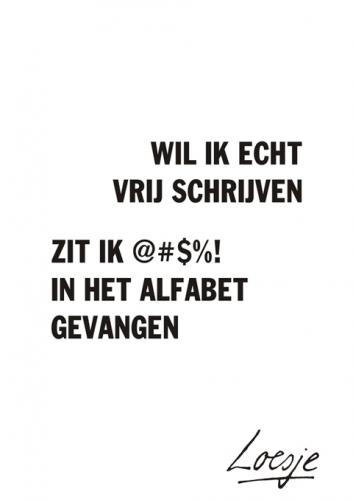 WIL IK ECHT
VRIJ SCHRIJVEN
ZIT IK @#$%!
IN HET ALFABET
GEVANGEN
Loesje